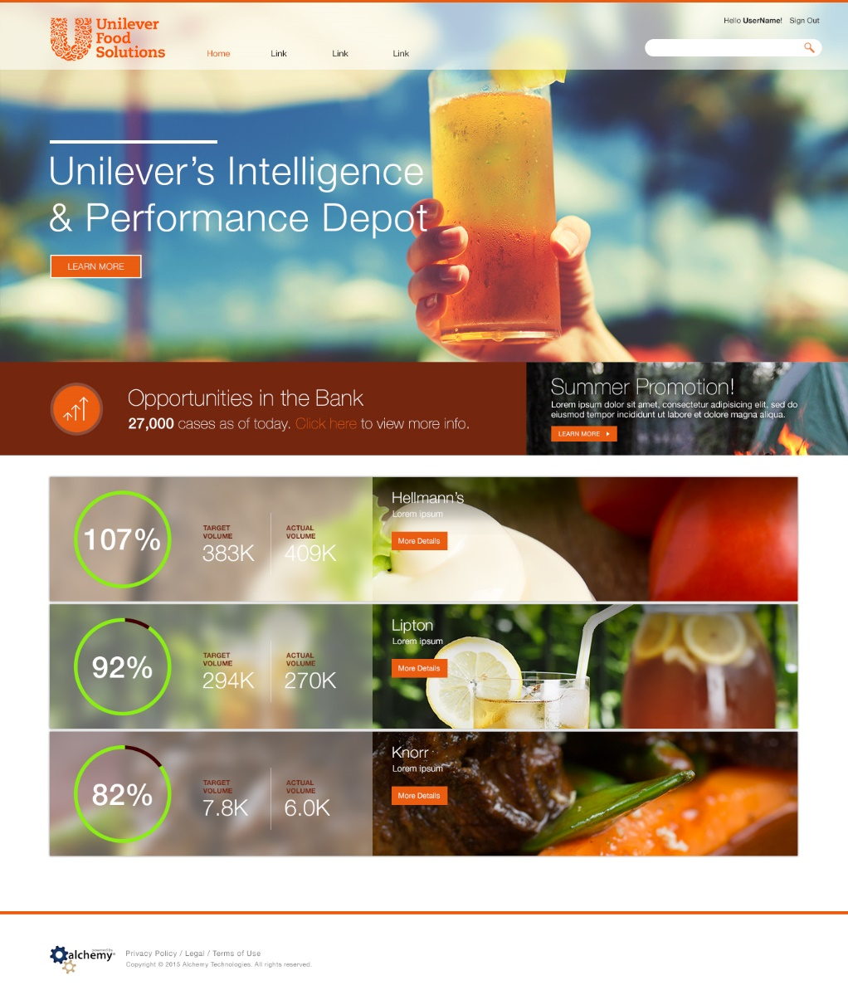 Unilever
Food
Solutions
Home
Link
Link
Link
Hello UserName!
Sign Out
Unilever's Intelligence
& Performance Depot
LEARN MORE
Opportunities in the Bank
27,000 cases as of today. Click here to view more info.
Summer Promotion!
Lorem ipsum dolor sit amet, consectetur adipisicing elit, sed do
eiusmod tempor incididunt ut labore et dolore magna aliqua.
LEARN MORE
107%
TARGET
VOLUME
383K
ACTUAL
VOLUME
409K
Hellmann's
Lorem ipsum
More Details
92%
TARGET
VOLUME
294K
ACTUAL
VOLUME
270K
Lipton
Lorem ipsum
More Details
82%
TARGET
VOLUME
7.8K
ACTUAL
VOLUME
6.0K
Knorr
Lorem ipsum
More Details
powered by
alchemy
Privacy Policy / Legal / Terms of Use
Copyright © 2015 Alchemy Technologies. All rights reserved.